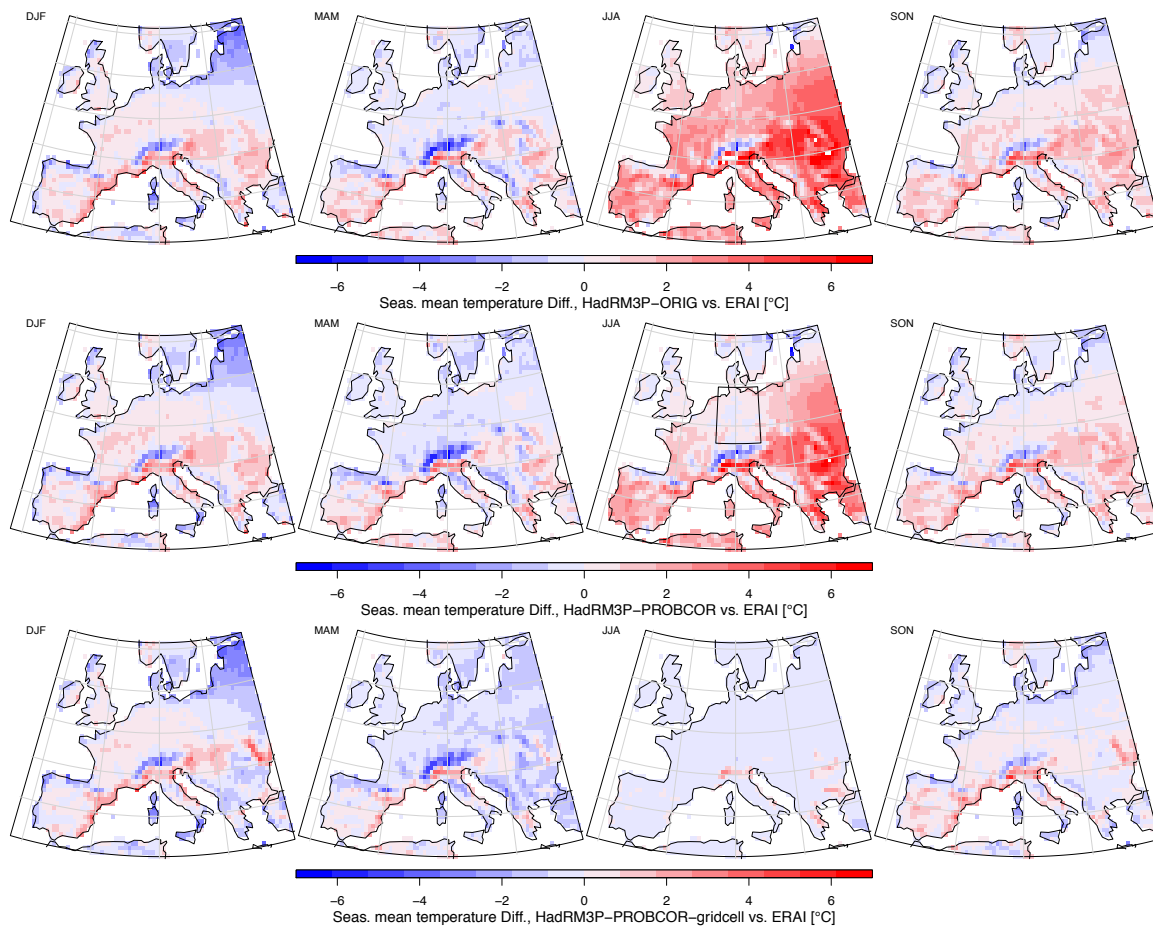 DJF MAM JJA SON
−6 −4 −2 0 2 4 6
Seas. mean temperature Diff., HadRM3P−ORIG vs. ERAI [°C]
DJF MAM JJA SON
−6 −4 −2 0 2 4 6
Seas. mean temperature Diff., HadRM3P−PROBCOR vs. ERAI [°C]
DJF MAM JJA SON
−6 −4 −2 0 2 4 6
Seas. mean temperature Diff., HadRM3P−PROBCOR−gridcell vs. ERAI [°C]